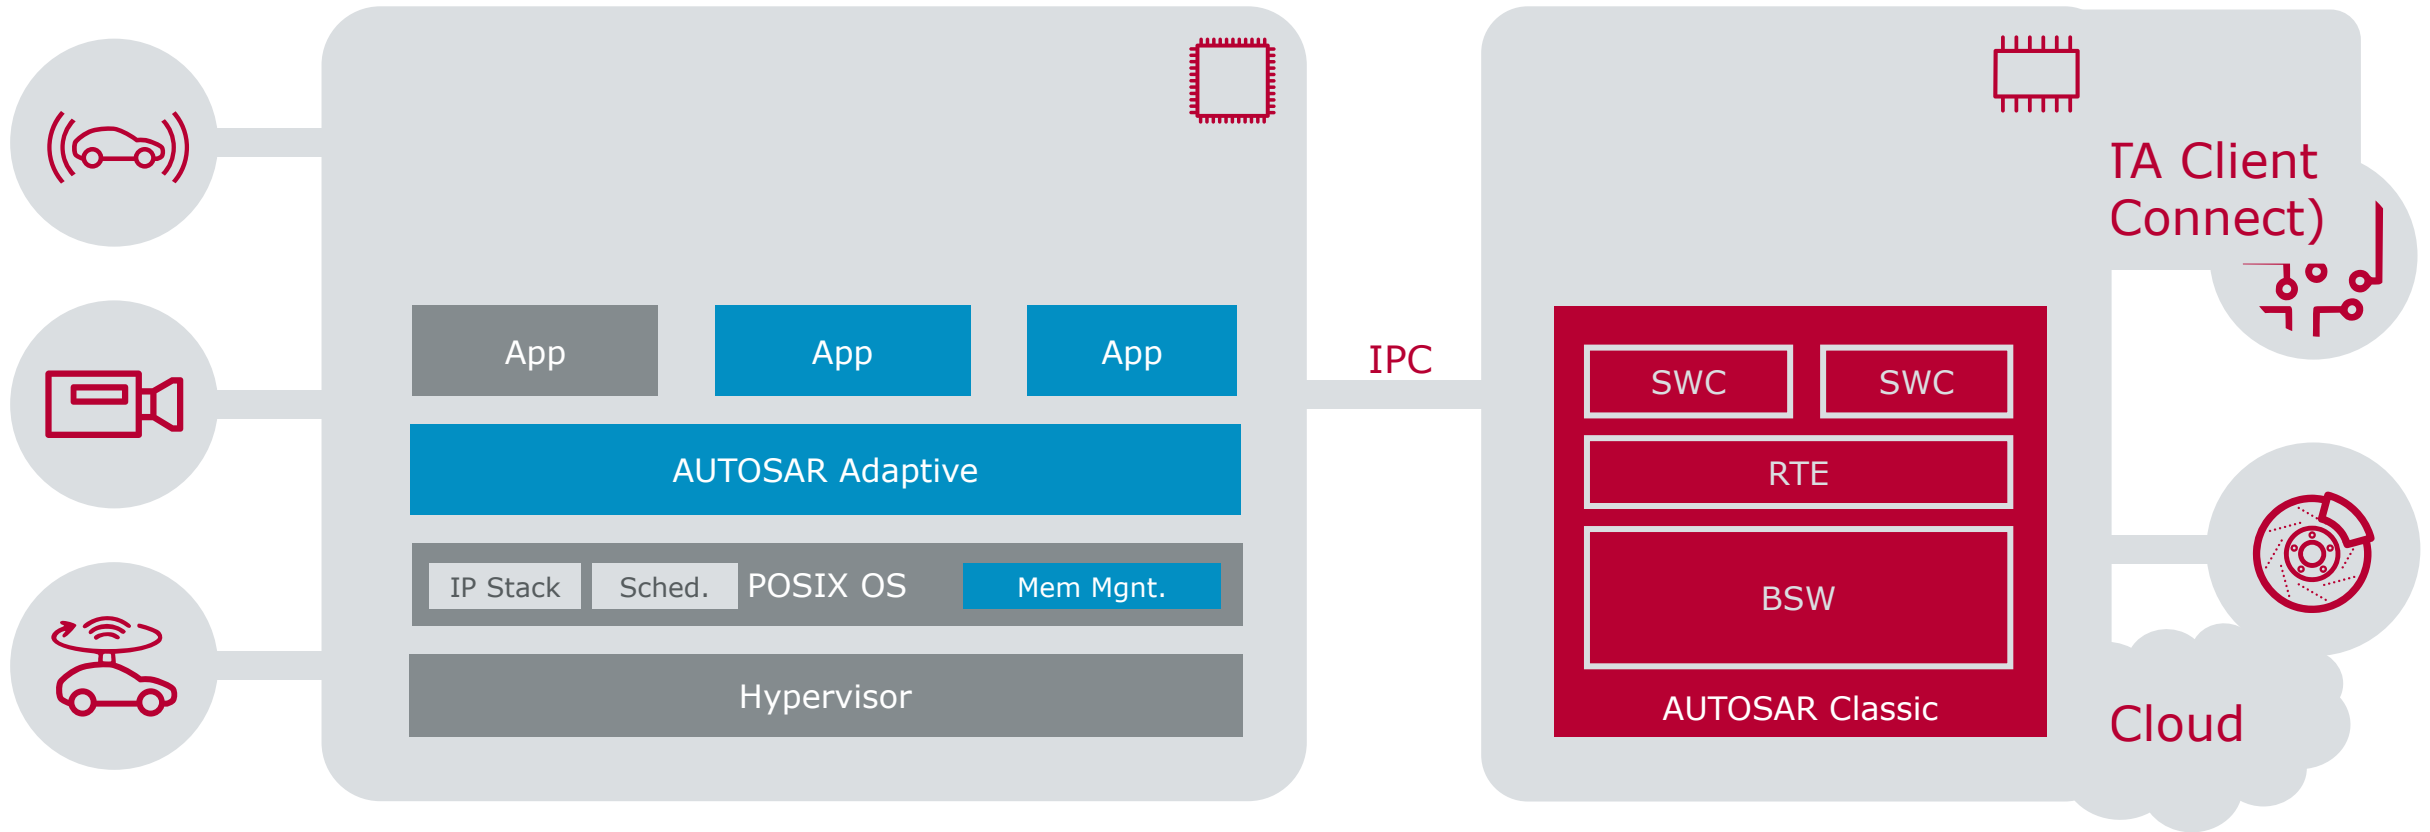 TA Client
Connect)
App
App
App
IPC
SWC
SWC
AUTOSAR Adaptive
RTE
IP Stack
Sched.
POSIX OS
Mem Mgnt.
BSW
Hypervisor
AUTOSAR Classic
Cloud